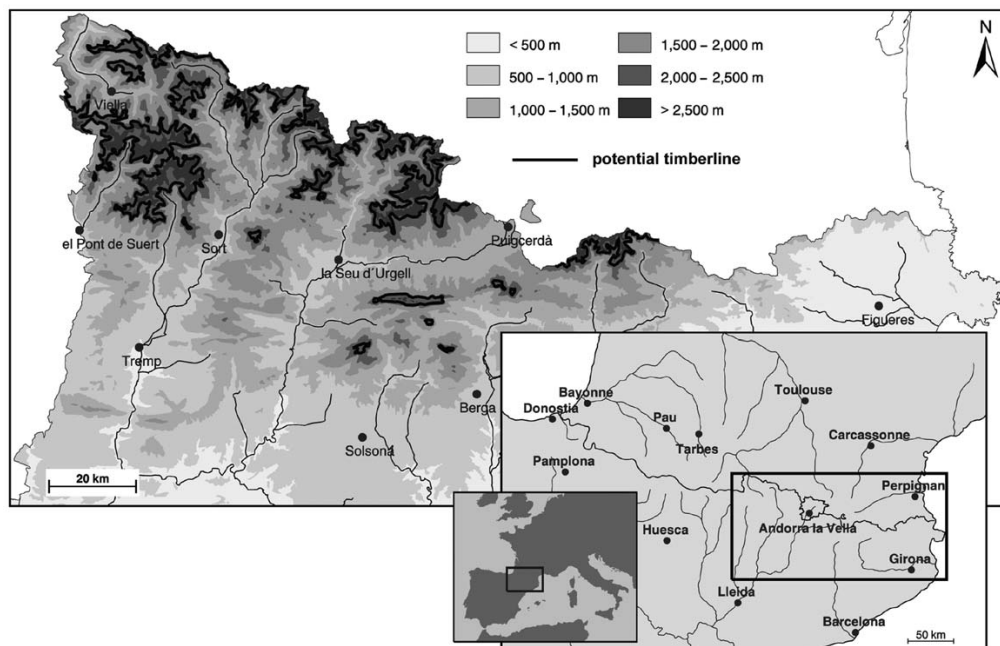 N
< 500 m
1,500 – 2,000 m
500 – 1,000 m
2,000 – 2,500 m
1,000 – 1,500 m
> 2,500 m
potential timberline
Viella
el Pont de Suert
Sort
la Seu d´Urgell
Puigcerdà
Figueres
Tremp
Berga
Solsona
20 km
Bayonne
Donostia
Toulouse
Pau
Tarbes
Carcassonne
Pamplona
Perpignan
Andorra la Vella
Huesca
Girona
Lleida
Barcelona
50 km